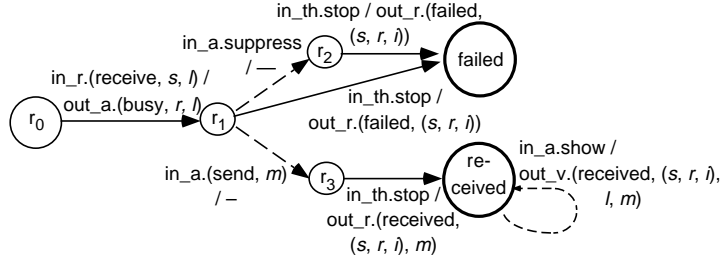 in_th.stop / out_r.(failed,
(s, r, i))
in_a.suppress
/ —
r2
failed
in_r.(receive, s, l) /
out_a.(busy, r, l)
r0
r1
in_th.stop /
out_r.(failed, (s, r, i))
in_a.(send, m)
/ –
r3
in_th.stop /
out_r.(received,
(s, r, i), m)
re-
ceived
in_a.show /
out_v.(received, (s, r, i),
l, m)